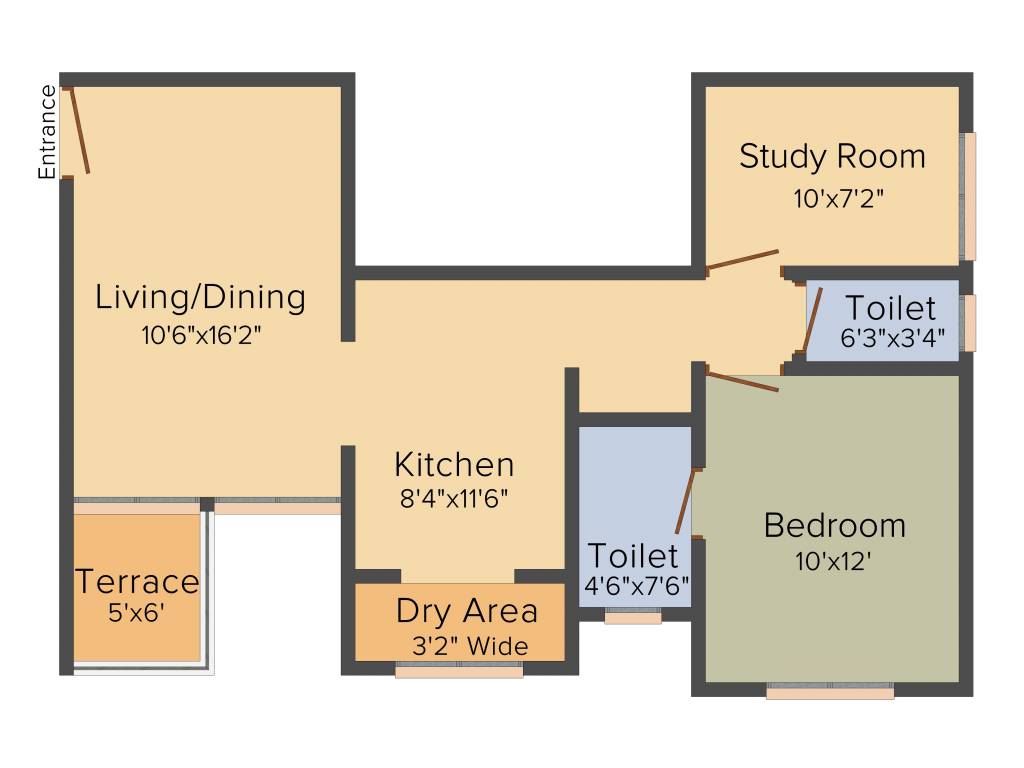 Entrance
Study Room
10'x7'2"
Living/Dining
10'6"x16'2"
Toilet
6'3"x3'4"
Kitchen
8'4"x11'6"
Bedroom
10'x12'
Toilet
4'6"x7'6"
Terrace
5'x6'
Dry Area
3'2" Wide